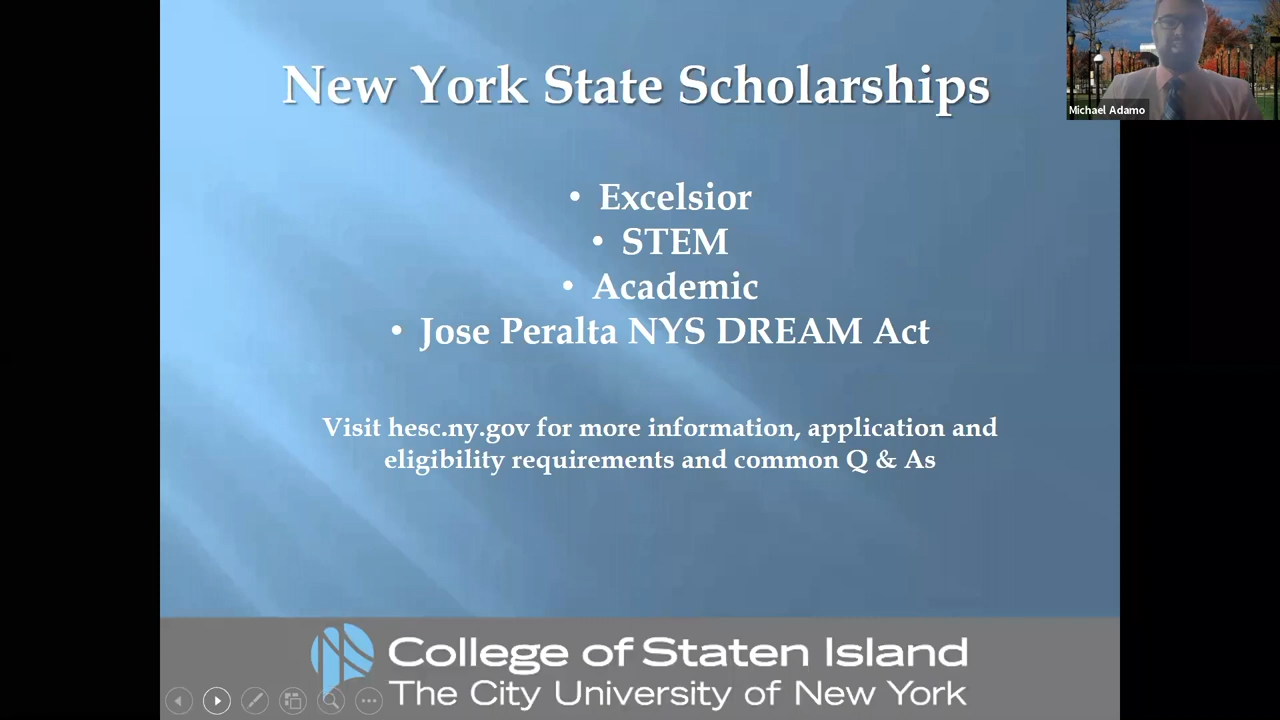 New York State Scholarships
Michael Adamo
• Excelsior
• STEM
• Academic
• Jose Peralta NYS DREAM Act
Visit hesc.ny.gov for more information, application and
eligibility requirements and common Q & As
College of Staten Island
The City University of New York